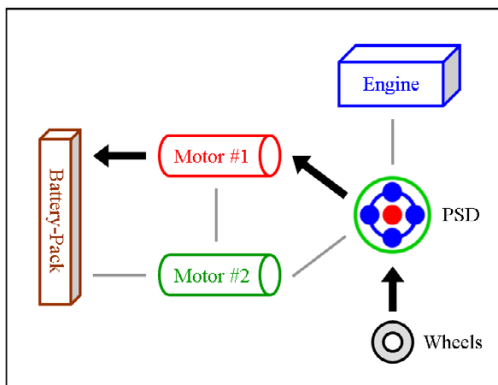 Engine
Motor #1
Battery-Pack
PSD
Motor #2
Wheels